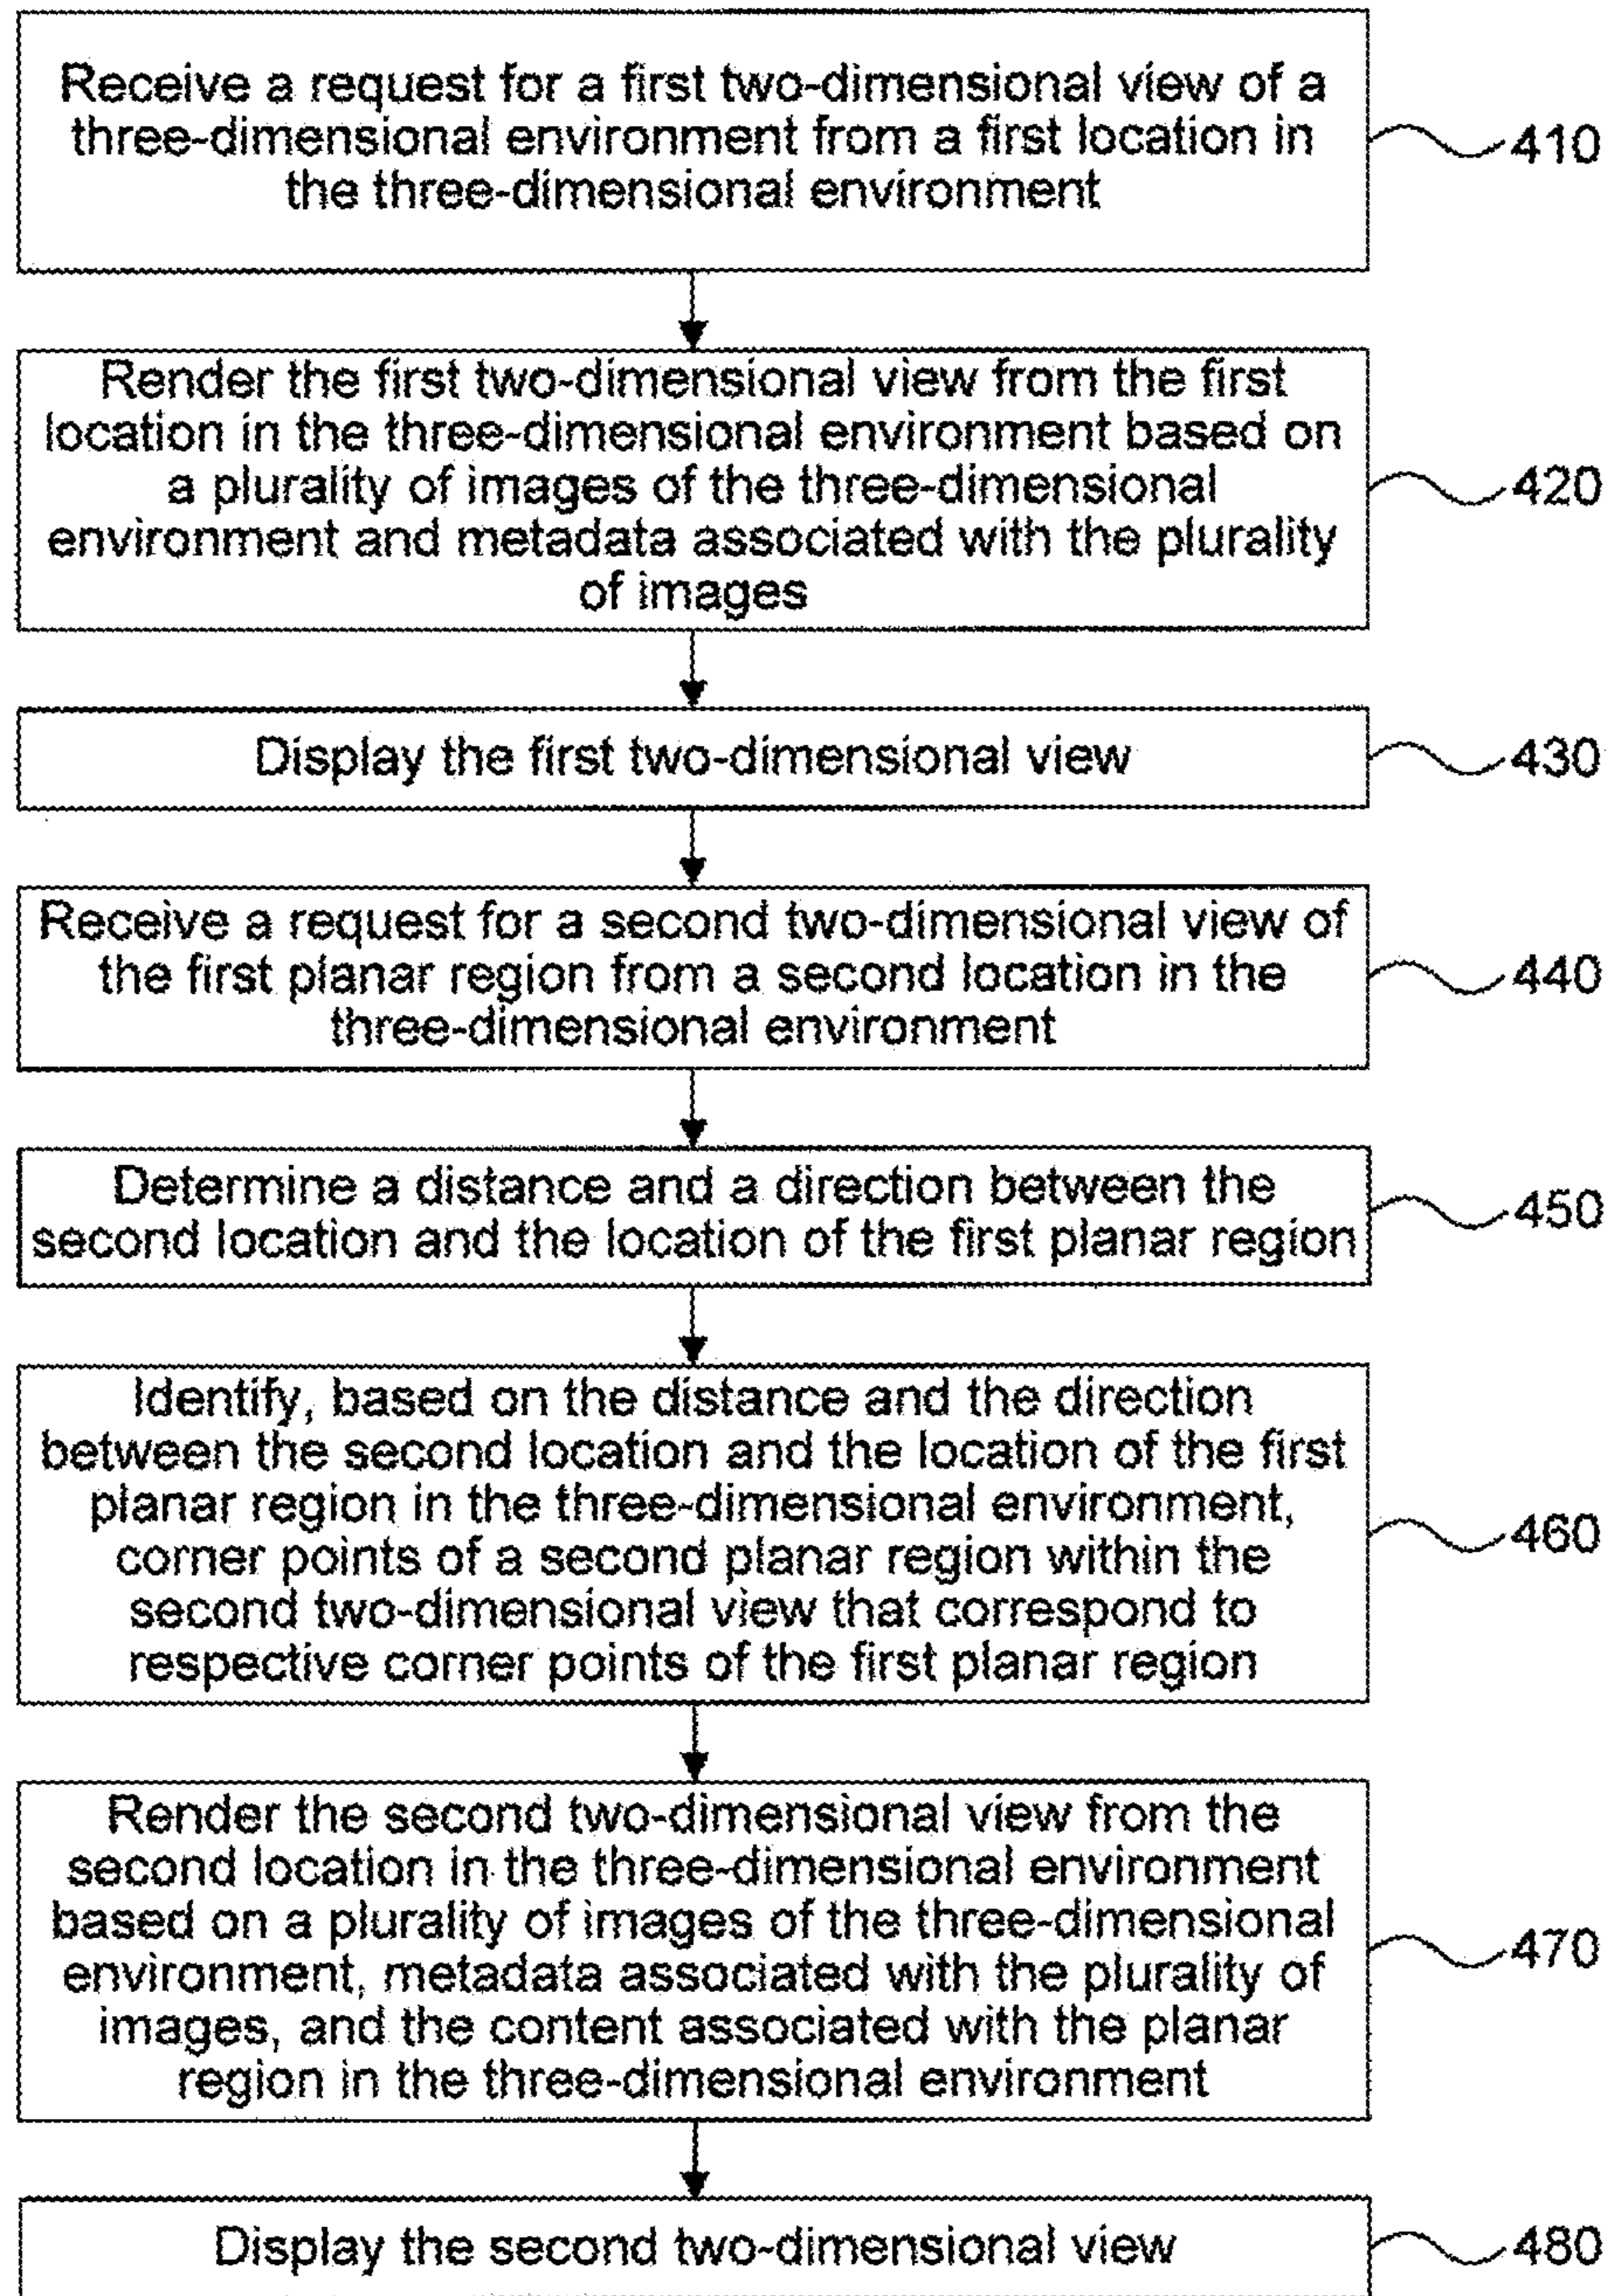 Receive a request for a first two-dimensional view of a
three-dimensional environment from a first location in
the three-dimensional environment
410
Render the first two-dimensional view from the first
location in the three-dimensional environment based on
a plurality of images of the three-dimensional
environment and metadata associated with the plurality
of images
420
Display the first two-dimensional view
430
Receive a request for a second two-dimensional view of
the first planar region from a second location in the
three-dimensional environment
440
Determine a distance and a direction between the
second location and the location of the first planar region
450
Identify, based on the distance and the direction
between the second location and the location of the first
planar region in the three-dimensional environment,
corner points of a second planar region within the
second two-dimensional view that correspond to
respective corner points of the first planar region
460
Render the second two-dimensional view from the
second location in the three-dimensional environment
based on a plurality of images of the three-dimensional
environment, metadata associated with the plurality of
images, and the content associated with the planar
region in the three-dimensional environment
470
Display the second two-dimensional view
480